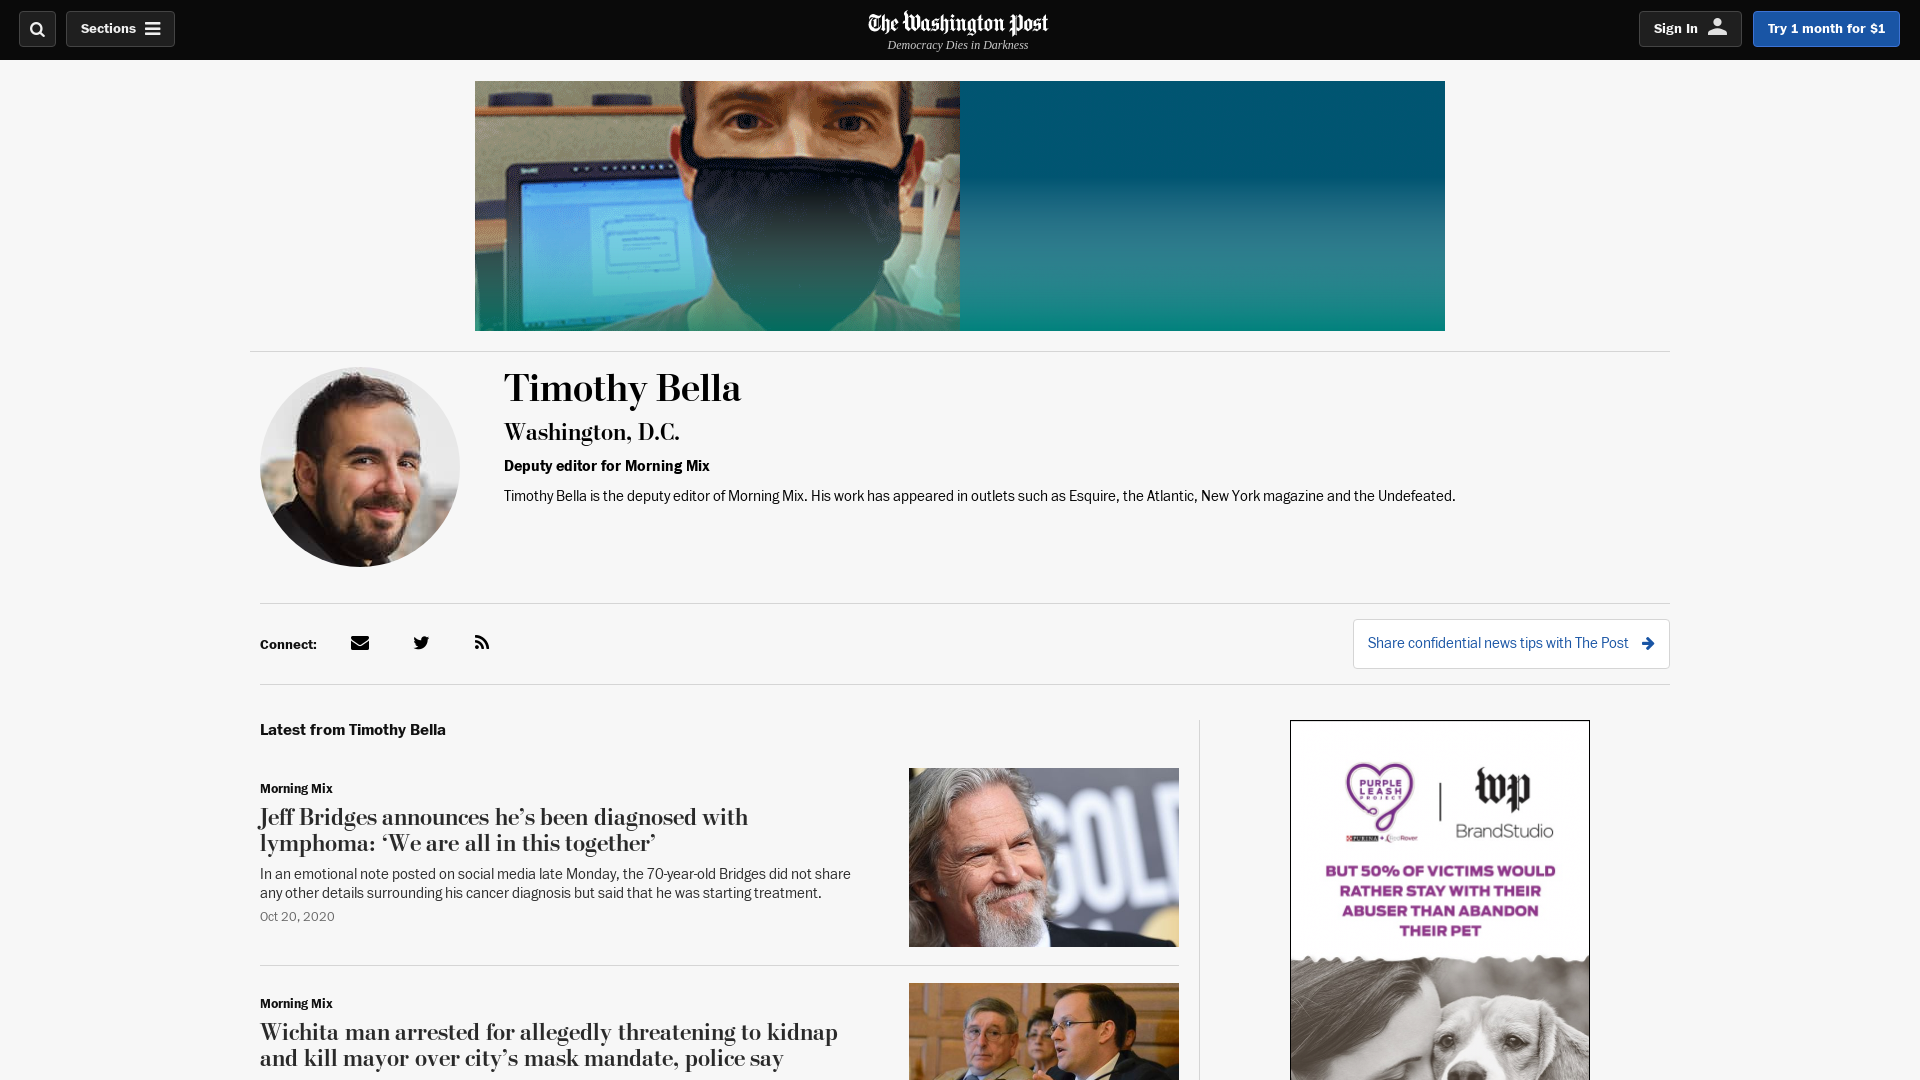 Sections
The Washington Post
Democracy Dies in Darkness
Sign In
Try 1 month for $1
Timothy Bella
Washington, D.C.
Deputy editor for Morning Mix
Timothy Bella is the deputy editor of Morning Mix. His work has appeared in outlets such as Esquire, the Atlantic, New York magazine and the Undefeated.
Connect:
Share confidential news tips with The Post
Latest from Timothy Bella
Morning Mix
Jeff Bridges announces he’s been diagnosed with
lymphoma: ‘We are all in this together’
In an emotional note posted on social media late Monday, the 70-year-old Bridges did not share
any other details surrounding his cancer diagnosis but said that he was starting treatment.
Oct 20, 2020
GOL
Morning Mix
Wichita man arrested for allegedly threatening to kidnap
and kill mayor over city’s mask mandate, police say
PURPLE
LEASH
PROJECT
PURINA
wp
BrandStudio
BUT 50% OF VICTIMS WOULD
RATHER STAY WITH THEIR
ABUSER THAN ABANDON
THEIR PET